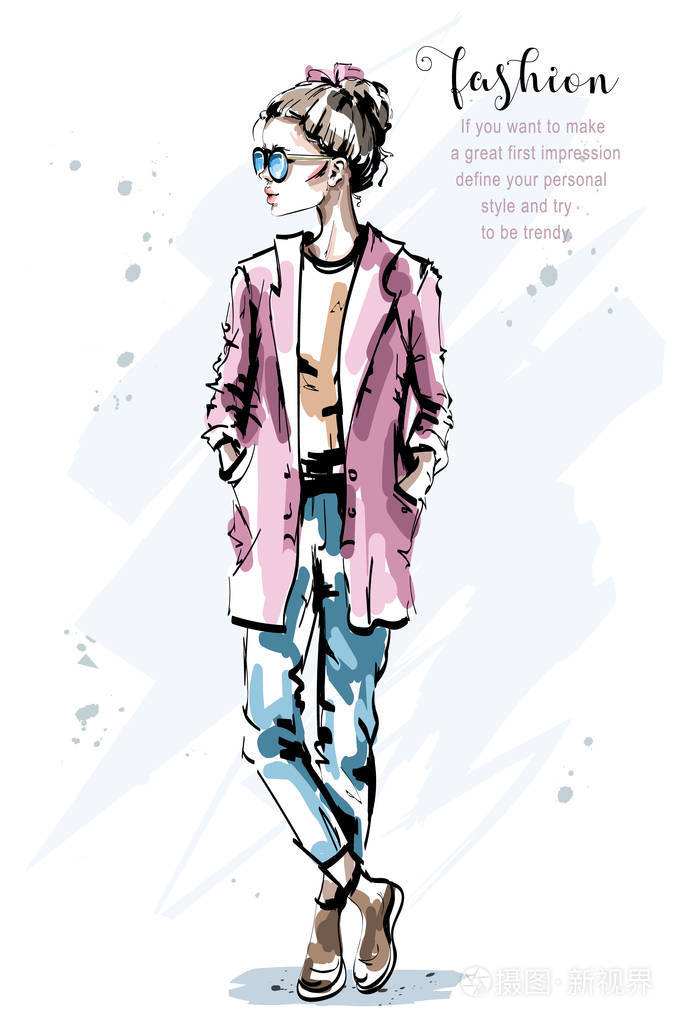 fashion
If you want to make
a great first impression
define your personal
style and try
to be trendy.
摄图·新视界